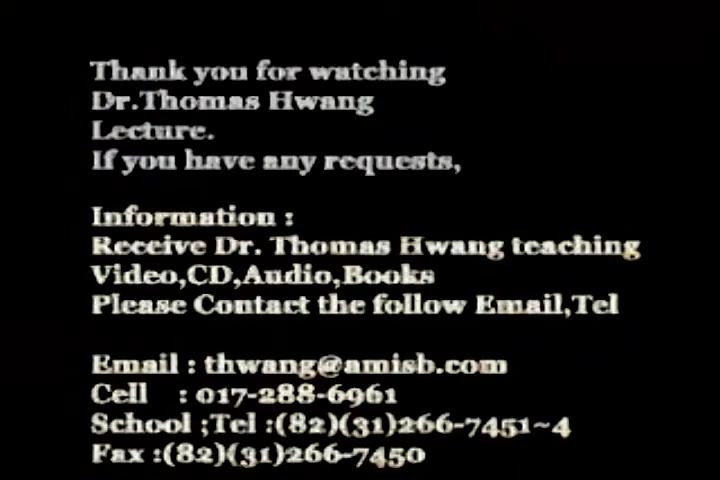 Thank you for watching
Dr.Thomas Hwang
Lecture.
If you have any requests,
Information :
Receive Dr. Thomas Hwang teaching
Video,CD,Audio,Books
Please Contact the follow Email,Tel
Email : thwang@amisb.com
Cell : 017-288-6961
School ;Tel :(82)(31)266-7451~4
Fax :(82)(31)266-7450